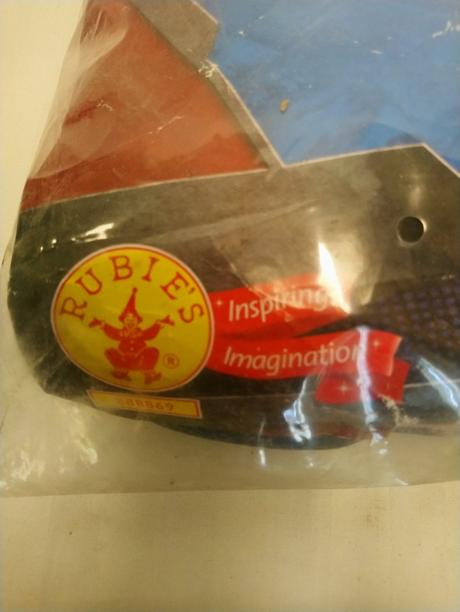 RUBIE'S
®
Inspiring
Imagination